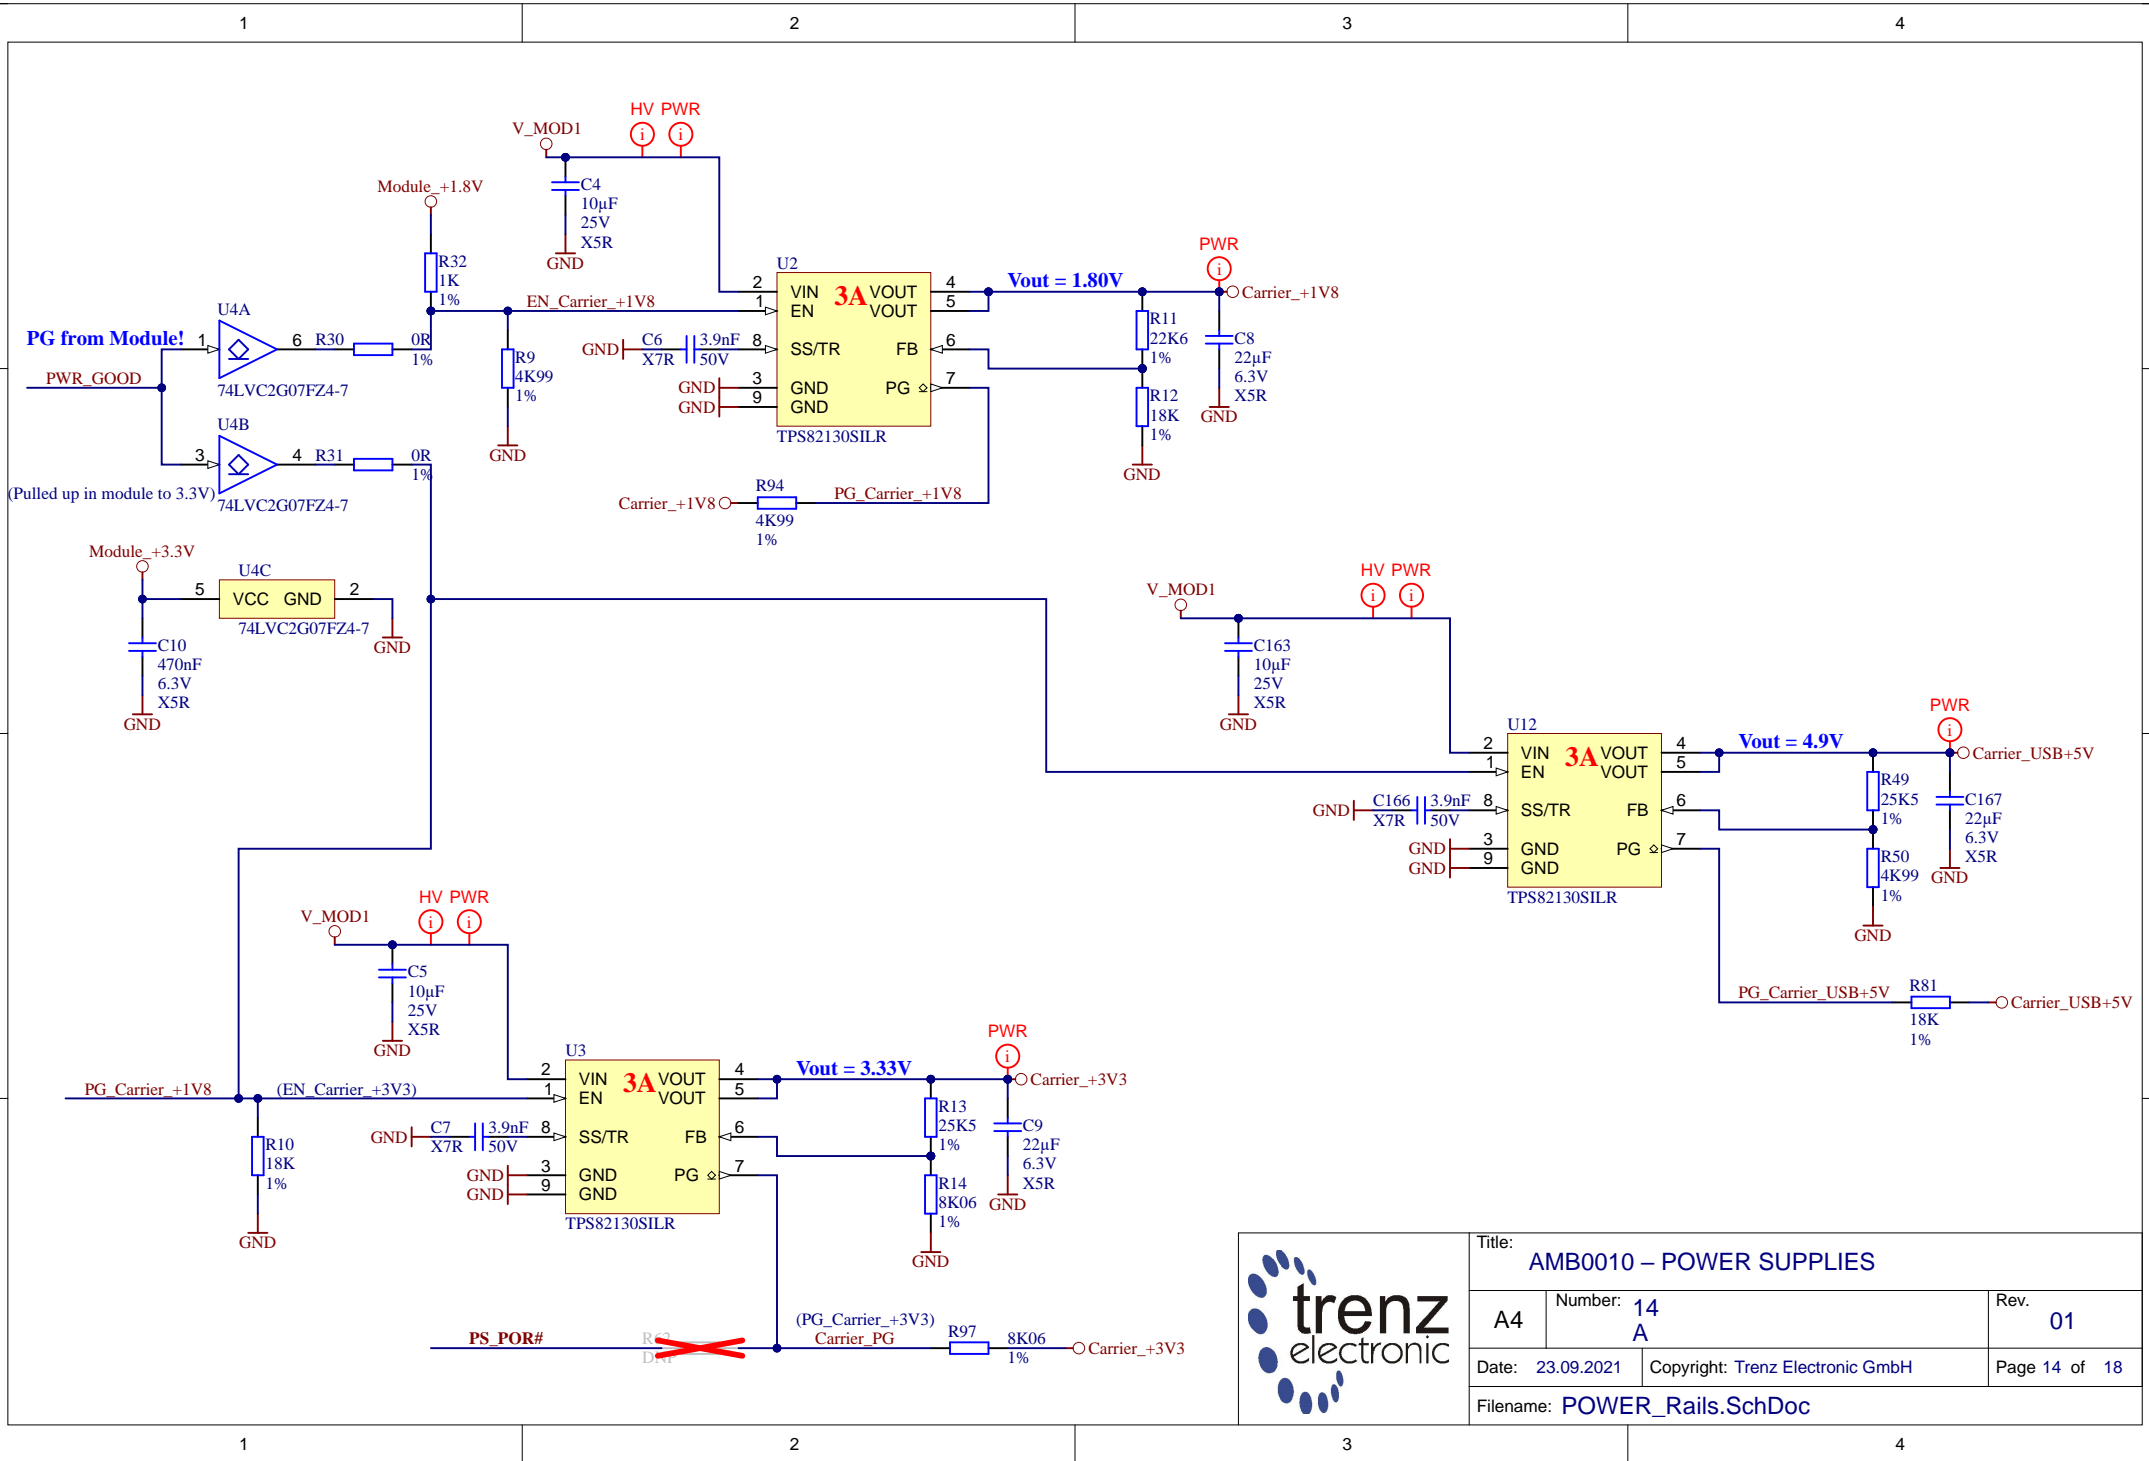 1 2 3 4
HV PWR
V_MOD1
C4
10µF
25V
X5R
GND
Module_+1.8V
R32
1K
1%
U4A
PG from Module!
1
6
R30
0R
1%
74LVC2G07FZ4-7
PWR_GOOD
U4B
3
4
R31
0R
1%
(Pulled up in module to 3.3V)
74LVC2G07FZ4-7
EN_Carrier_+1V8
R9
4K99
1%
GND
U2
2 VIN 3A VOUT 4
1 EN VOUT 5
GND C6 3.9nF 8 SS/TR FB 6
X7R 50V
GND 3 GND PG 7
GND 9 GND
TPS82130SILR
Vout = 1.80V
PWR
Carrier_+1V8
R11
22K6
1%
C8
22µF
6.3V
X5R
GND
R12
18K
1%
GND
Carrier_+1V8
R94
4K99
1%
PG_Carrier_+1V8
Module_+3.3V
U4C
5 VCC GND 2
74LVC2G07FZ4-7
GND
C10
470nF
6.3V
X5R
GND
HV PWR
V_MOD1
C163
10µF
25V
X5R
GND
U12
2 VIN 3A VOUT 4
1 EN VOUT 5
GND C166 3.9nF 8 SS/TR FB 6
X7R 50V
GND 3 GND PG 7
GND 9 GND
TPS82130SILR
Vout = 4.9V
PWR
Carrier_USB+5V
R49
25K5
1%
C167
22µF
6.3V
X5R
GND
R50
4K99
1%
GND
PG_Carrier_USB+5V
R81
18K
1%
Carrier_USB+5V
HV PWR
V_MOD1
C5
10µF
25V
X5R
GND
PG_Carrier_+1V8
(EN_Carrier_+3V3)
R10
18K
1%
GND
U3
2 VIN 3A VOUT 4
1 EN VOUT 5
GND C7 3.9nF 8 SS/TR FB 6
X7R 50V
GND 3 GND PG 7
GND 9 GND
TPS82130SILR
Vout = 3.33V
PWR
Carrier_+3V3
R13
25K5
1%
C9
22µF
6.3V
X5R
GND
R14
8K06
1%
GND
PS_POR#
(PG_Carrier_+3V3)
Carrier_PG
R97
8K06
1%
Carrier_+3V3
trenz
electronic
Title:
AMB0010 – POWER SUPPLIES
A4
Number: 14
A
Rev.
01
Date: 23.09.2021
Copyright: Trenz Electronic GmbH
Page 14 of 18
Filename: POWER_Rails.SchDoc
1 2 3 4